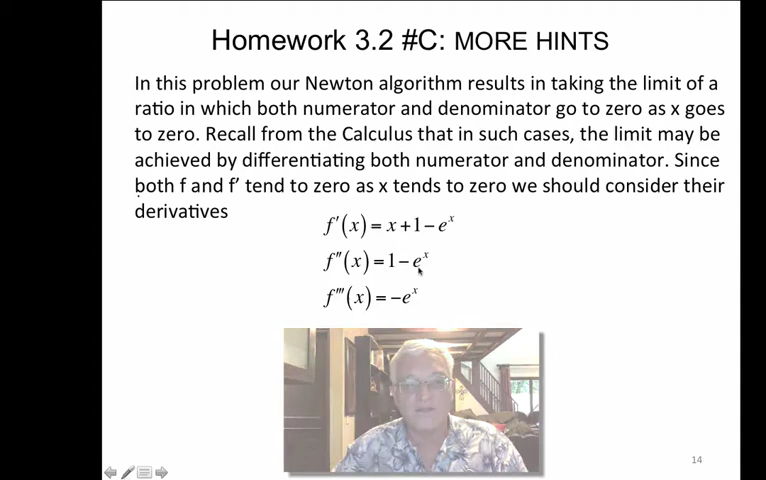 Homework 3.2 #C: MORE HINTS
In this problem our Newton algorithm results in taking the limit of a
ratio in which both numerator and denominator go to zero as x goes
to zero. Recall from the Calculus that in such cases, the limit may be
achieved by differentiating both numerator and denominator. Since
both f and f’ tend to zero as x tends to zero we should consider their
derivatives
f′(x) = x + 1 − eˣ
f″(x) = 1 − eˣ
f‴(x) = −eˣ
14